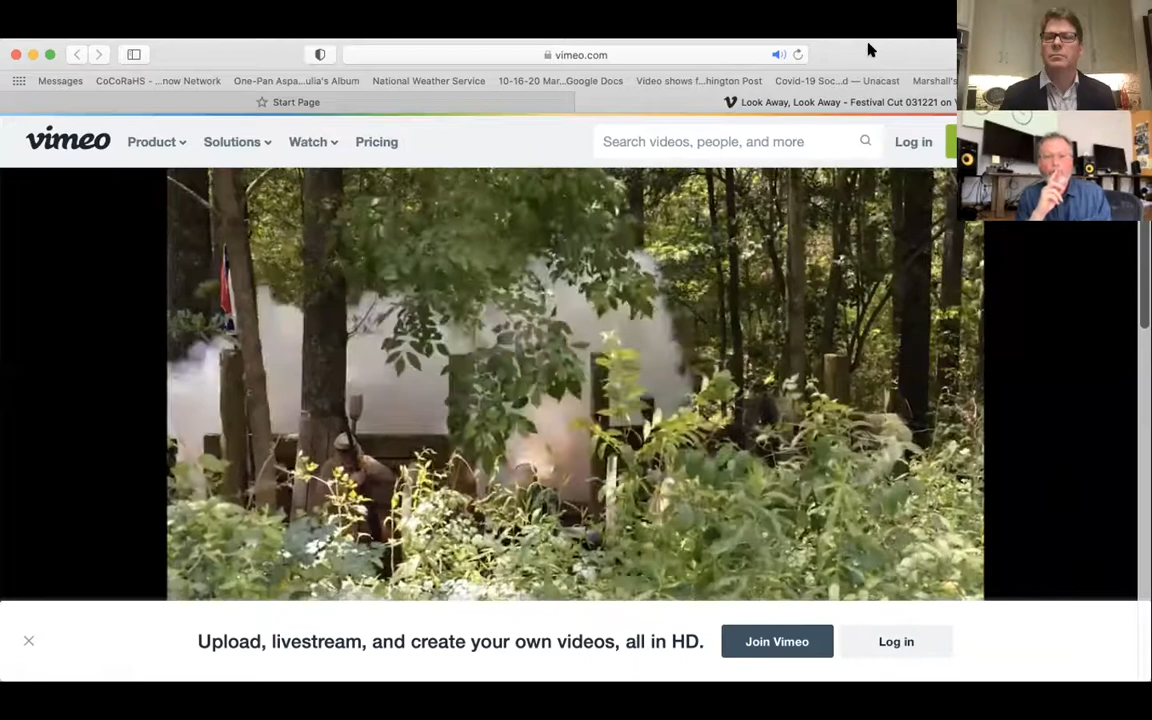 vimeo.com
Messages
CoCoRaHS - ...now Network
One-Pan Aspa...ulia's Album
National Weather Service
10-16-20 Mar...Google Docs
Video shows f...hington Post
Covid-19 Soc...d — Unacast
Marshall's
Start Page
Look Away, Look Away - Festival Cut 031221 on V
vimeo
Product
Solutions
Watch
Pricing
Search videos, people, and more
Log in
Upload, livestream, and create your own videos, all in HD.
Join Vimeo
Log in